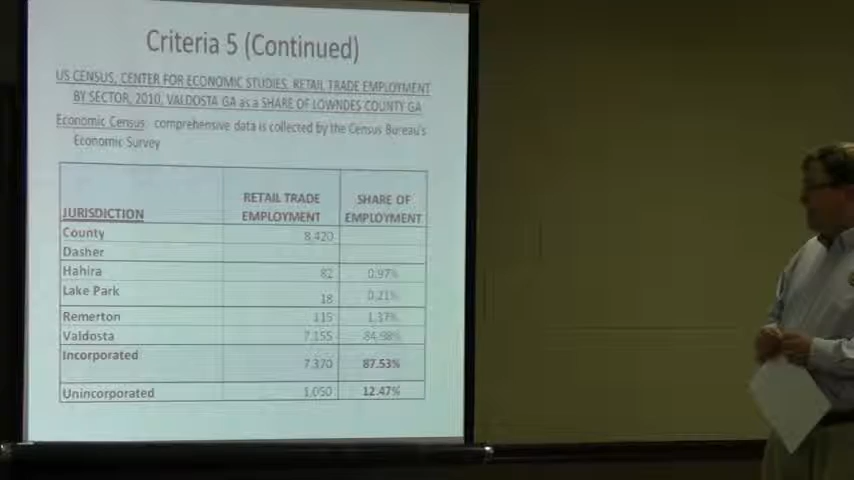 Criteria 5 (Continued)
US CENSUS, CENTER FOR ECONOMIC STUDIES, RETAIL TRADE EMPLOYMENT
BY SECTOR, 2010, VALDOSTA GA as a SHARE OF LOWNDES COUNTY GA
Economic Census: comprehensive data is collected by the Census Bureau's
Economic Survey
JURISDICTION RETAIL TRADE EMPLOYMENT SHARE OF EMPLOYMENT
County 8,420
Dasher
Hahira 82 0.97%
Lake Park 18 0.21%
Remerton 115 1.37%
Valdosta 7,155 84.98%
Incorporated 7,370 87.53%
Unincorporated 1,050 12.47%